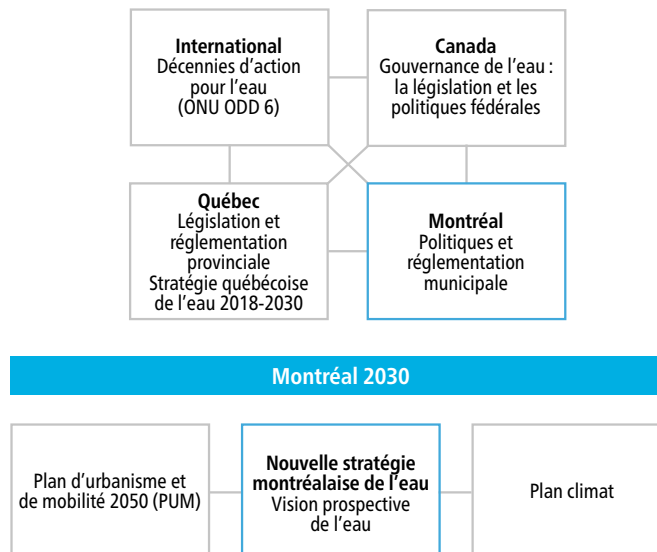 International
Décennies d'action
pour l'eau
(ONU ODD 6)
Canada
Gouvernance de l'eau :
la législation et les
politiques fédérales
Québec
Législation et
réglementation
provinciale
Stratégie québécoise
de l'eau 2018-2030
Montréal
Politiques et
réglementation
municipale
Montréal 2030
Plan d'urbanisme et
de mobilité 2050 (PUM)
Nouvelle stratégie
montréalaise de l'eau
Vision prospective
de l'eau
Plan climat